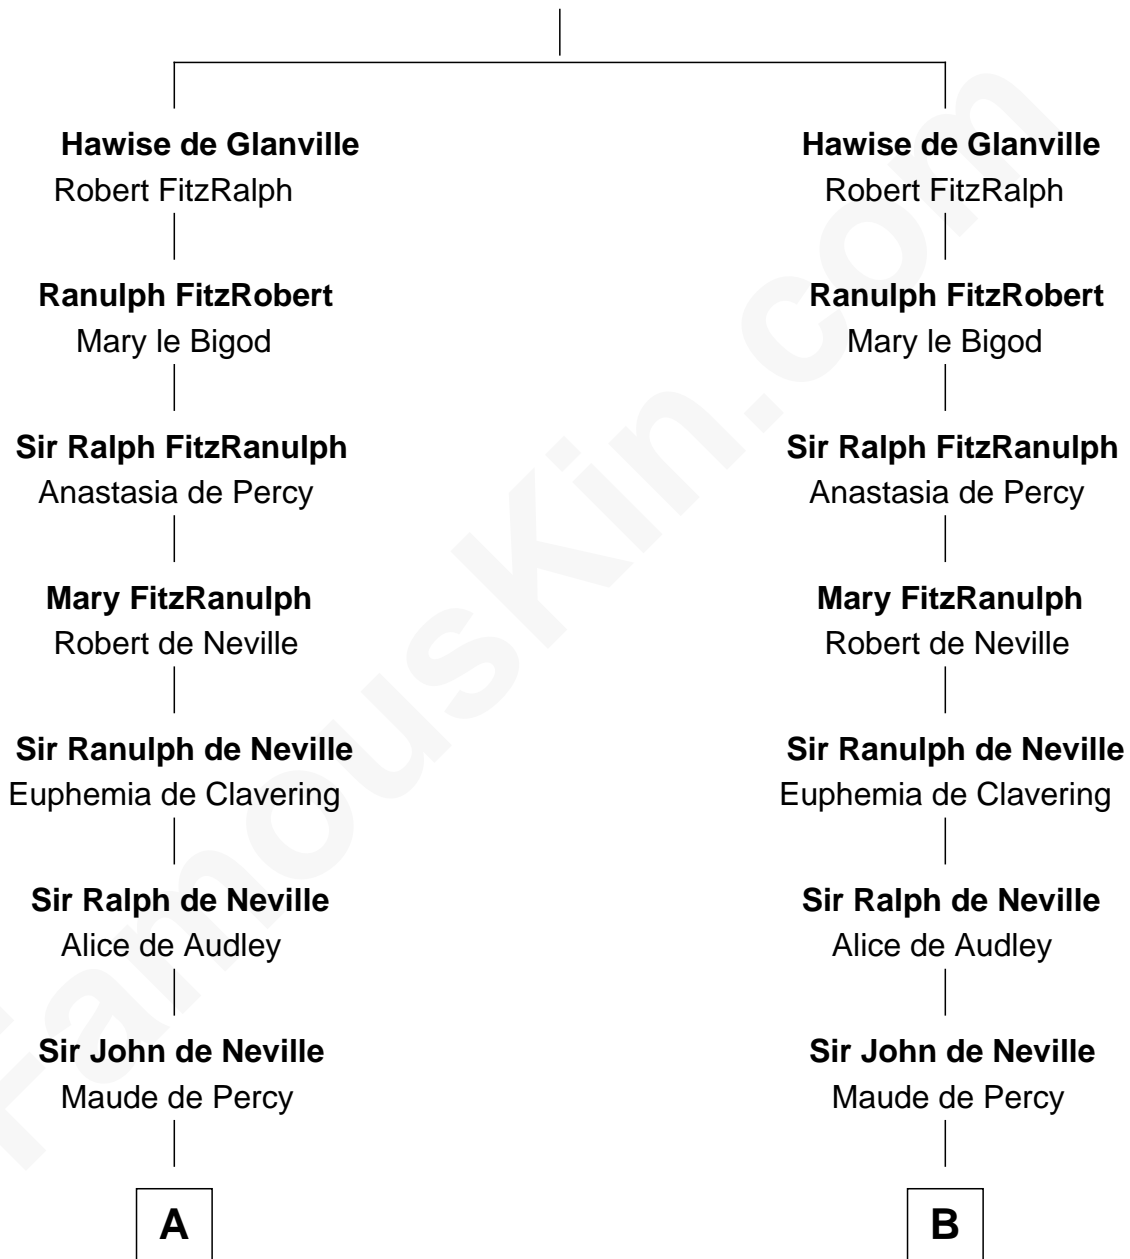 Hawise de Glanville
Robert FitzRalph
Ranulph FitzRobert
Mary le Bigod
Sir Ralph FitzRanulph
Anastasia de Percy
Mary FitzRanulph
Robert de Neville
Sir Ranulph de Neville
Euphemia de Clavering
Sir Ralph de Neville
Alice de Audley
Sir John de Neville
Maude de Percy
A
Hawise de Glanville
Robert FitzRalph
Ranulph FitzRobert
Mary le Bigod
Sir Ralph FitzRanulph
Anastasia de Percy
Mary FitzRanulph
Robert de Neville
Sir Ranulph de Neville
Euphemia de Clavering
Sir Ralph de Neville
Alice de Audley
Sir John de Neville
Maude de Percy
B
FamousKin.com